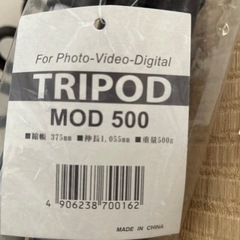 For Photo-Video-Digital
TRIPOD
MOD 500
■縮帳 375mm ■伸長1,055mm ■重量500g
4 906238 700162
MADE IN CHINA